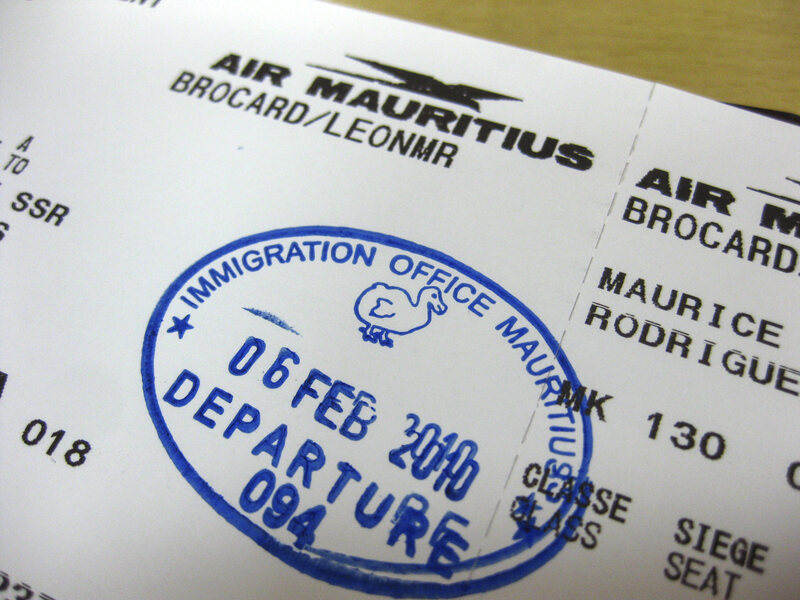 AIR MAURITIUS
BROCARD/LEONMR
A
TO
SSR
018
IMMIGRATION OFFICE MAURITIUS
06 FEB 2010
DEPARTURE
094
AIR
BROCARD
MAURICE
RODRIGUE
MK 130
CLASSE
CLASS
SIEGE
SEAT